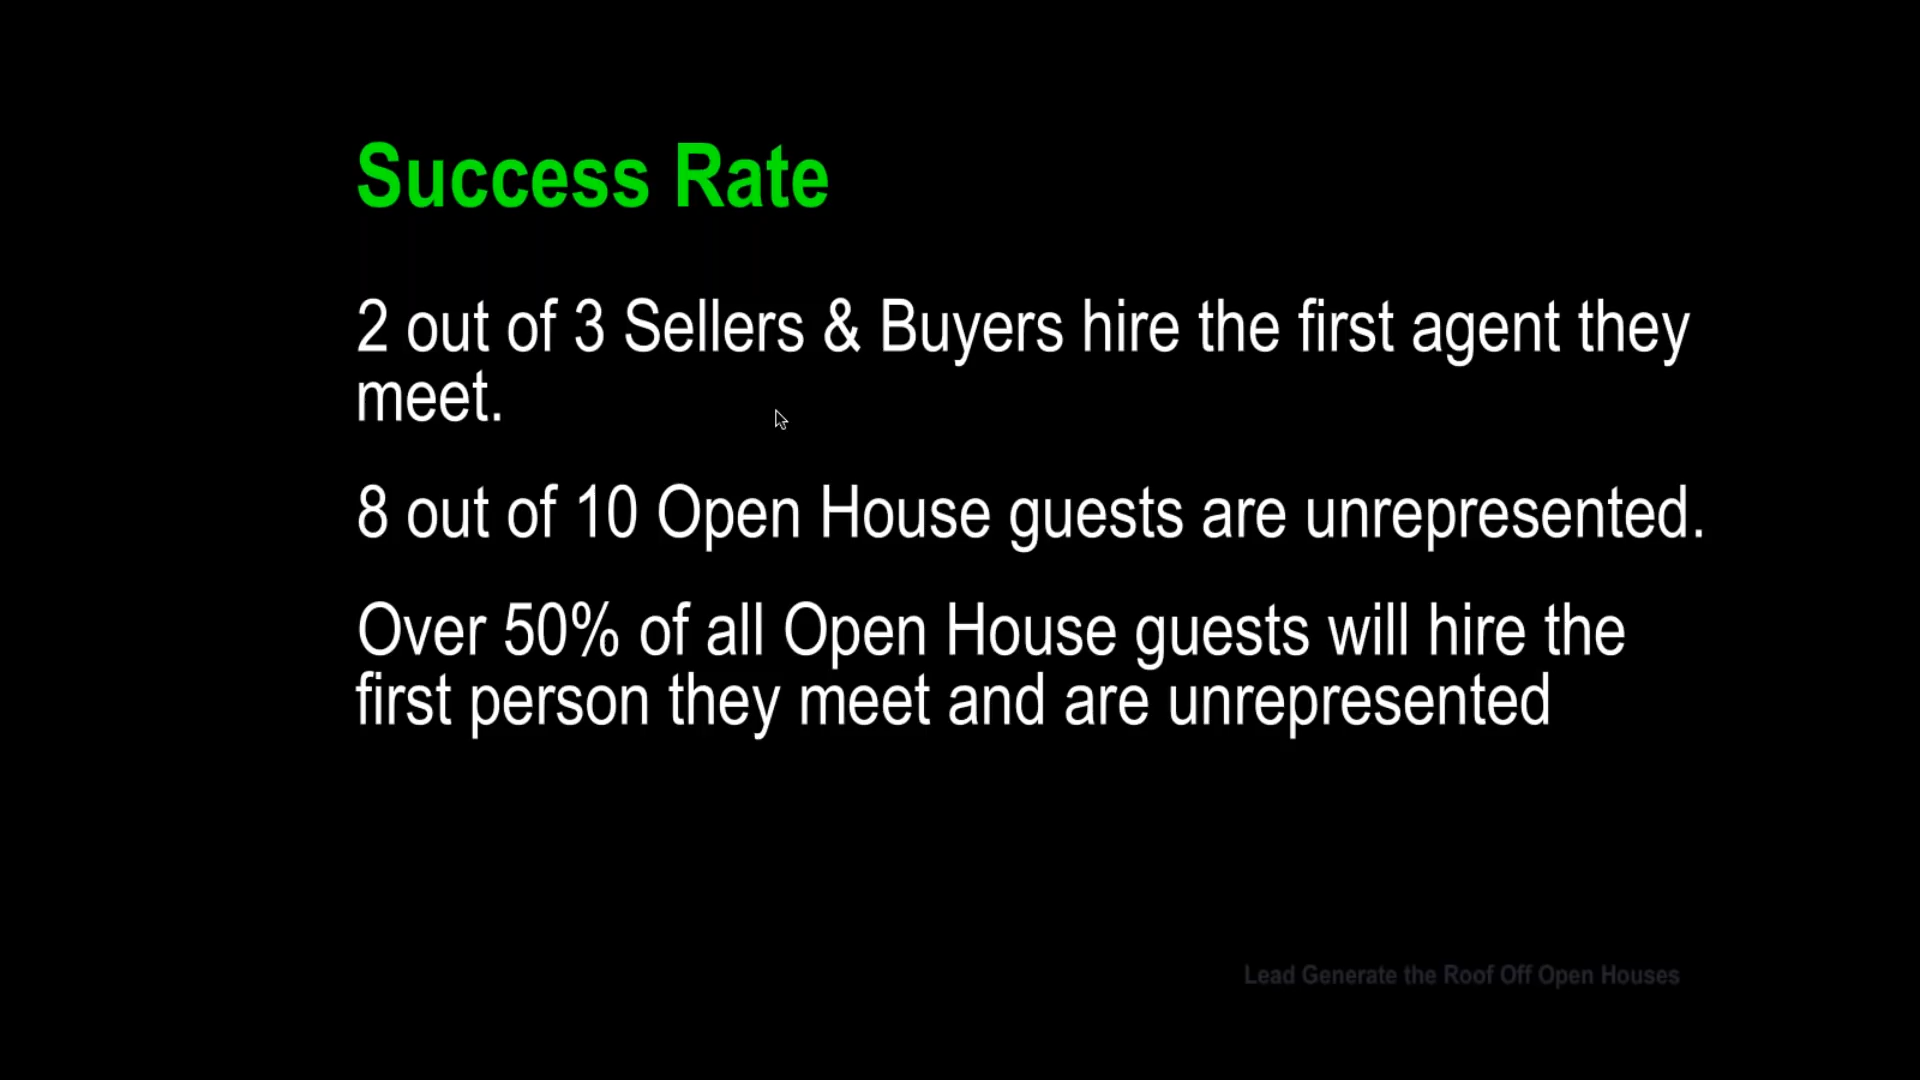 Success Rate
2 out of 3 Sellers & Buyers hire the first agent they
meet.
8 out of 10 Open House guests are unrepresented.
Over 50% of all Open House guests will hire the
first person they meet and are unrepresented
Lead Generate the Roof Off Open Houses